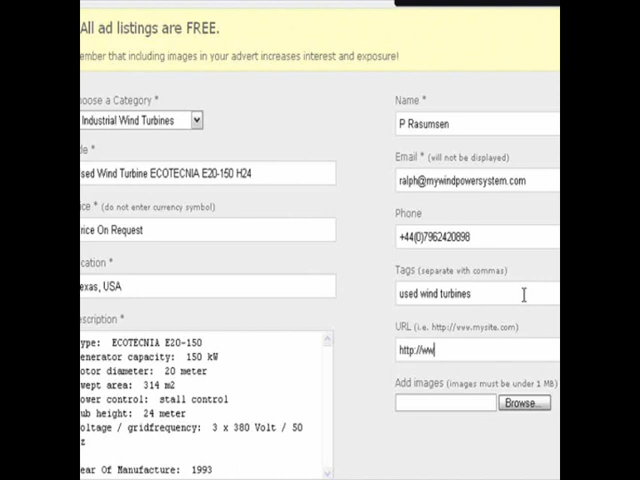 All ad listings are FREE.
ember that including images in your advert increases interest and exposure!
oose a Category *
Industrial Wind Turbines
le *
sed Wind Turbine ECOTECNIA E20-150 H24
ice * (do not enter currency symbol)
rice On Request
cation *
exas, USA
scription *
ype: ECOTECNIA E20-150
enerator capacity: 150 kW
otor diameter: 20 meter
wept area: 314 m2
ower control: stall control
ub height: 24 meter
oltage / gridfrequency: 3 x 380 Volt / 50
z
ear Of Manufacture: 1993
Name *
P Rasumsen
Email * (will not be displayed)
ralph@mywindpowersystem.com
Phone
+44(0)7962420898
Tags (separate with commas)
used wind turbines
URL (i.e. http://www.mysite.com)
http://ww
Add images (images must be under 1 MB)
Browse...